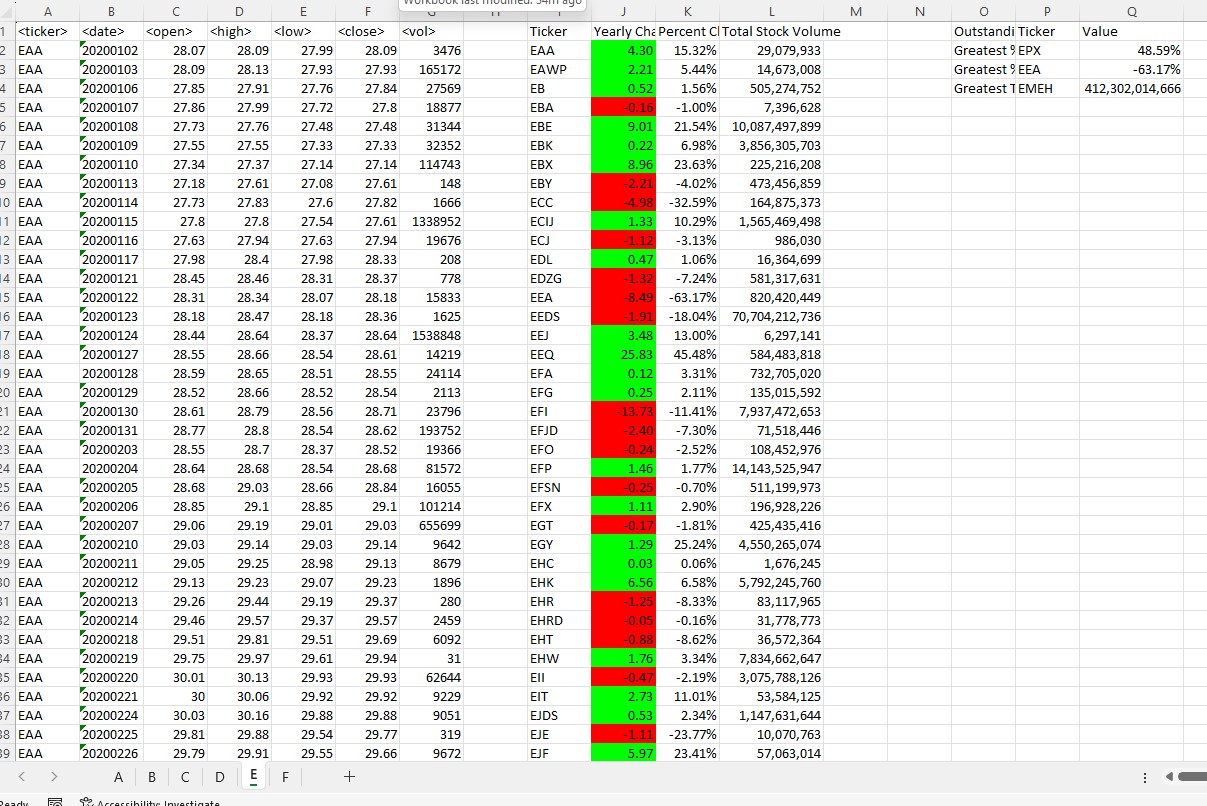 Workbook last modified: 54m ago
A B C D E F G H I J K L M N O P Q
1 <ticker> <date> <open> <high> <low> <close> <vol> Ticker Yearly Cha Percent Cl Total Stock Volume Outstandi Ticker Value
2 EAA 20200102 28.07 28.09 27.99 28.09 3476 EAA 4.30 15.32% 29,079,933 Greatest % EPX 48.59%
3 EAA 20200103 28.09 28.13 27.93 27.93 165172 EAWP 2.21 5.44% 14,673,008 Greatest % EEA -63.17%
4 EAA 20200106 27.85 27.91 27.76 27.84 27569 EB 0.52 1.56% 505,274,752 Greatest T EMEH 412,302,014,666
5 EAA 20200107 27.86 27.99 27.72 27.8 18877 EBA -0.16 -1.00% 7,396,628
6 EAA 20200108 27.73 27.76 27.48 27.48 31344 EBE 9.01 21.54% 10,087,497,899
7 EAA 20200109 27.55 27.55 27.33 27.33 32352 EBK 0.22 6.98% 3,856,305,703
8 EAA 20200110 27.34 27.37 27.14 27.14 114743 EBX 8.96 23.63% 225,216,208
9 EAA 20200113 27.18 27.61 27.08 27.61 148 EBY -2.21 -4.02% 473,456,859
10 EAA 20200114 27.73 27.83 27.6 27.82 1666 ECC -4.98 -32.59% 164,875,373
11 EAA 20200115 27.8 27.8 27.54 27.61 1338952 ECIJ 1.33 10.29% 1,565,469,498
12 EAA 20200116 27.63 27.94 27.63 27.94 19676 ECJ -1.12 -3.13% 986,030
13 EAA 20200117 27.98 28.4 27.98 28.33 208 EDL 0.47 1.06% 16,364,699
14 EAA 20200121 28.45 28.46 28.31 28.37 778 EDZG -1.32 -7.24% 581,317,631
15 EAA 20200122 28.31 28.34 28.07 28.18 15833 EEA -8.49 -63.17% 820,420,449
16 EAA 20200123 28.18 28.47 28.18 28.36 1625 EEDS -1.91 -18.04% 70,704,212,736
17 EAA 20200124 28.44 28.64 28.37 28.64 1538848 EEJ 3.48 13.00% 6,297,141
18 EAA 20200127 28.55 28.66 28.54 28.61 14219 EEQ 25.83 45.48% 584,483,818
19 EAA 20200128 28.59 28.65 28.51 28.55 24114 EFA 0.12 3.31% 732,705,020
20 EAA 20200129 28.52 28.66 28.52 28.54 2113 EFG 0.25 2.11% 135,015,592
21 EAA 20200130 28.61 28.79 28.56 28.71 23796 EFI -13.73 -11.41% 7,937,472,653
22 EAA 20200131 28.77 28.8 28.54 28.62 193752 EFJD -2.40 -7.30% 71,518,446
23 EAA 20200203 28.55 28.7 28.37 28.52 19366 EFO -0.24 -2.52% 108,452,976
24 EAA 20200204 28.64 28.68 28.54 28.68 81572 EFP 1.46 1.77% 14,143,525,947
25 EAA 20200205 28.68 29.03 28.66 28.84 16055 EFSN -0.25 -0.70% 511,199,973
26 EAA 20200206 28.85 29.1 28.85 29.1 101214 EFX 1.11 2.90% 196,928,226
27 EAA 20200207 29.06 29.19 29.01 29.03 655699 EGT -0.17 -1.81% 425,435,416
28 EAA 20200210 29.03 29.14 29.03 29.14 9642 EGY 1.29 25.24% 4,550,265,074
29 EAA 20200211 29.05 29.25 28.98 29.13 8679 EHC 0.03 0.06% 1,676,245
30 EAA 20200212 29.13 29.23 29.07 29.23 1896 EHK 6.56 6.58% 5,792,245,760
31 EAA 20200213 29.26 29.44 29.19 29.37 280 EHR -1.25 -8.33% 83,117,965
32 EAA 20200214 29.46 29.57 29.37 29.57 2459 EHRD -0.05 -0.16% 31,778,773
33 EAA 20200218 29.51 29.81 29.51 29.69 6092 EHT -0.88 -8.62% 36,572,364
34 EAA 20200219 29.75 29.97 29.61 29.94 31 EHW 1.76 3.34% 7,834,662,647
35 EAA 20200220 30.01 30.13 29.93 29.93 62644 EII -0.47 -2.19% 3,075,788,126
36 EAA 20200221 30 30.06 29.92 29.92 9229 EIT 2.73 11.01% 53,584,125
37 EAA 20200224 30.03 30.16 29.88 29.88 9051 EJDS 0.53 2.34% 1,147,631,644
38 EAA 20200225 29.81 29.88 29.54 29.77 319 EJE -1.11 -23.77% 10,070,763
39 EAA 20200226 29.79 29.91 29.55 29.66 9672 EJF 5.97 23.41% 57,063,014
A B C D E F +
Ready Accessibility: Investigate